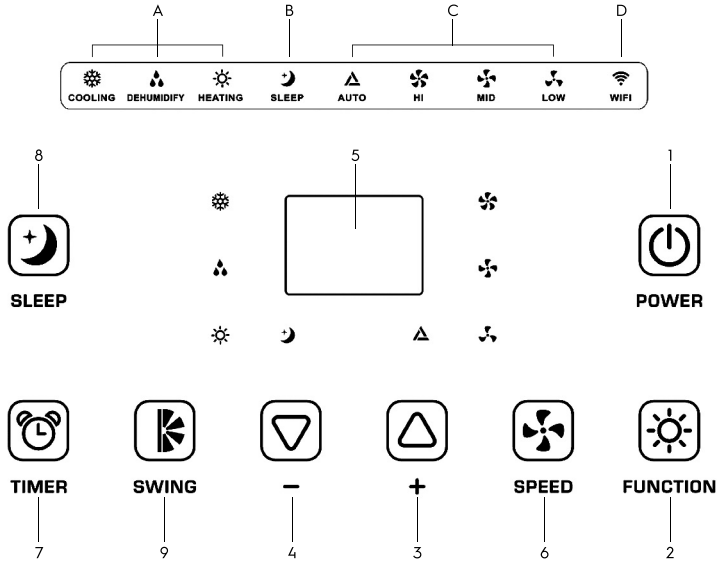 A B C D
COOLING DEHUMIDIFY HEATING SLEEP AUTO HI MID LOW WIFI
8 5 1
SLEEP POWER
TIMER SWING − + SPEED FUNCTION
7 9 4 3 6 2